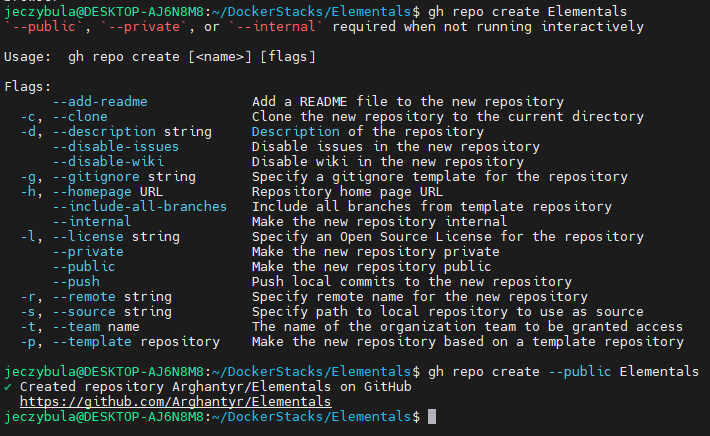 jeczybula@DESKTOP-AJ6N8M8:~/DockerStacks/Elementals$ gh repo create Elementals
`--public`, `--private`, or `--internal` required when not running interactively
Usage:  gh repo create [<name>] [flags]
Flags:
      --add-readme             Add a README file to the new repository
  -c, --clone                  Clone the new repository to the current directory
  -d, --description string     Description of the repository
      --disable-issues         Disable issues in the new repository
      --disable-wiki           Disable wiki in the new repository
  -g, --gitignore string       Specify a gitignore template for the repository
  -h, --homepage URL           Repository home page URL
      --include-all-branches   Include all branches from template repository
      --internal               Make the new repository internal
  -l, --license string         Specify an Open Source License for the repository
      --private                Make the new repository private
      --public                 Make the new repository public
      --push                   Push local commits to the new repository
  -r, --remote string          Specify remote name for the new repository
  -s, --source string          Specify path to local repository to use as source
  -t, --team name              The name of the organization team to be granted access
  -p, --template repository    Make the new repository based on a template repository
jeczybula@DESKTOP-AJ6N8M8:~/DockerStacks/Elementals$ gh repo create --public Elementals
✓ Created repository Arghantyr/Elementals on GitHub
  https://github.com/Arghantyr/Elementals
jeczybula@DESKTOP-AJ6N8M8:~/DockerStacks/Elementals$